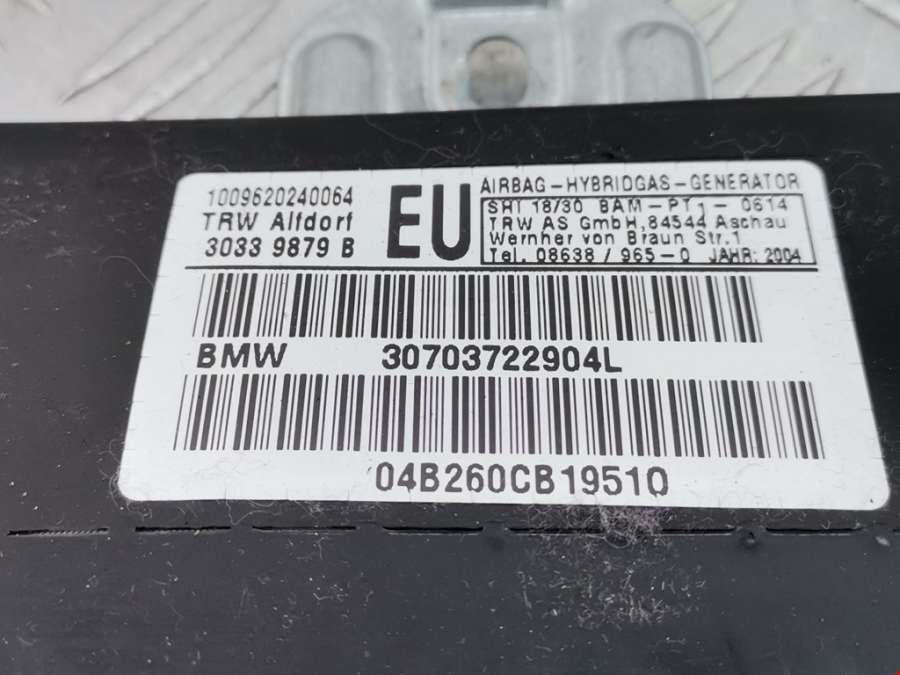 1009620240064
TRW Alfdorf
3033 9879 B
EU
AIRBAG-HYBRIDGAS-GENERATOR
SHI 18/30 BAM-PT1-0614
TRW AS GmbH,84544 Aschau
Wernher von Braun Str.1
Tel. 08638 / 965-0 JAHR: 2004
BMW 30703722904L
04B260CB19510